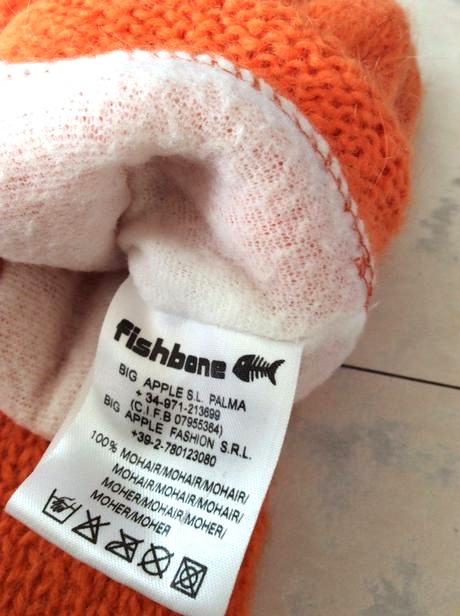 fishbone
BIG APPLE S.L. PALMA
+ 34-971-213699
(C.I.F.B 07955364)
BIG APPLE FASHION S.R.L.
+39-2-780123080
100% MOHAIR/MOHAIR/MOHAIR/
MOHAIR/MOHAIR/MOHAIR/
MOHER/MOHAIR/MOHER/
MOHER/MOHER